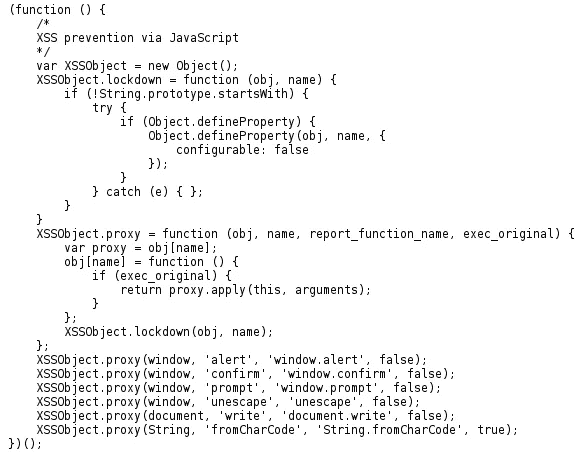 (function () {
    /*
    XSS prevention via JavaScript
    */
    var XSSObject = new Object();
    XSSObject.lockdown = function (obj, name) {
        if (!String.prototype.startsWith) {
            try {
                if (Object.defineProperty) {
                    Object.defineProperty(obj, name, {
                        configurable: false
                    });
                }
            } catch (e) { };
        }
    }
    XSSObject.proxy = function (obj, name, report_function_name, exec_original) {
        var proxy = obj[name];
        obj[name] = function () {
            if (exec_original) {
                return proxy.apply(this, arguments);
            }
        };
        XSSObject.lockdown(obj, name);
    };
    XSSObject.proxy(window, 'alert', 'window.alert', false);
    XSSObject.proxy(window, 'confirm', 'window.confirm', false);
    XSSObject.proxy(window, 'prompt', 'window.prompt', false);
    XSSObject.proxy(window, 'unescape', 'unescape', false);
    XSSObject.proxy(document, 'write', 'document.write', false);
    XSSObject.proxy(String, 'fromCharCode', 'String.fromCharCode', true);
})();